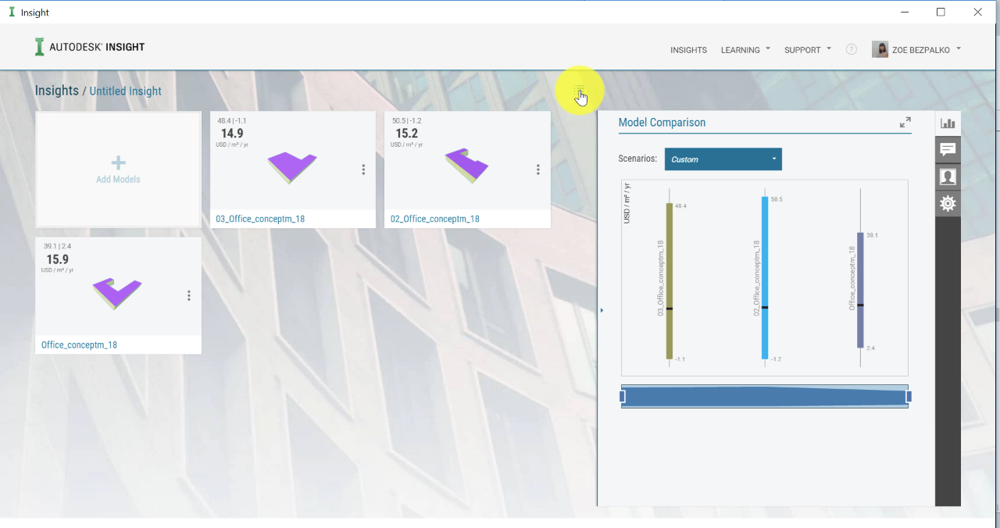 Insight
AUTODESK® INSIGHT
INSIGHTS
LEARNING
SUPPORT
?
ZOE BEZPALKO
Insights / Untitled Insight
Add Models
48.4 | -1.1
14.9
USD / m² / yr
03_Office_conceptm_18
50.5 | -1.2
15.2
USD / m² / yr
02_Office_conceptm_18
39.1 | 2.4
15.9
USD / m² / yr
Office_conceptm_18
Model Comparison
Scenarios:
Custom
USD / m² / yr
48.4
03_Office_conceptm_18
-1.1
50.5
02_Office_conceptm_18
-1.2
39.1
Office_conceptm_18
2.4